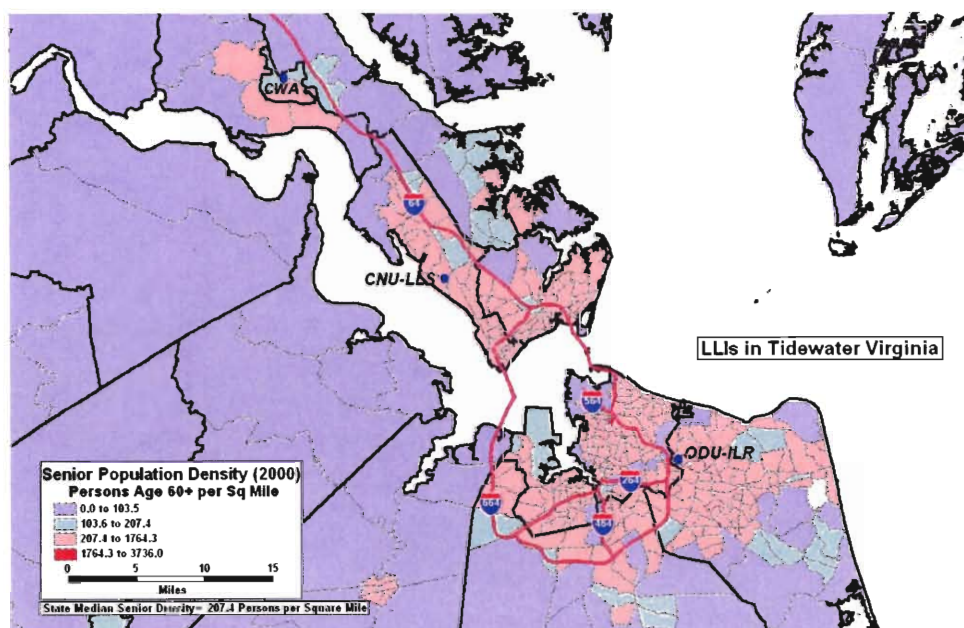 CWA
64
CNU-LLS
LLIs in Tidewater Virginia
564
ODU-ILR
264
664
464
Senior Population Density (2000)
Persons Age 60+ per Sq Mile
0.0 to 103.5
103.6 to 207.4
207.4 to 1764.3
1764.3 to 3736.0
0 5 10 15
Miles
State Median Senior Density= 207.4 Persons per Square Mile